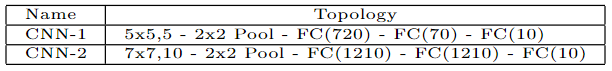 Name Topology
CNN-1 5x5,5 - 2x2 Pool - FC(720) - FC(70) - FC(10)
CNN-2 7x7,10 - 2x2 Pool - FC(1210) - FC(1210) - FC(10)